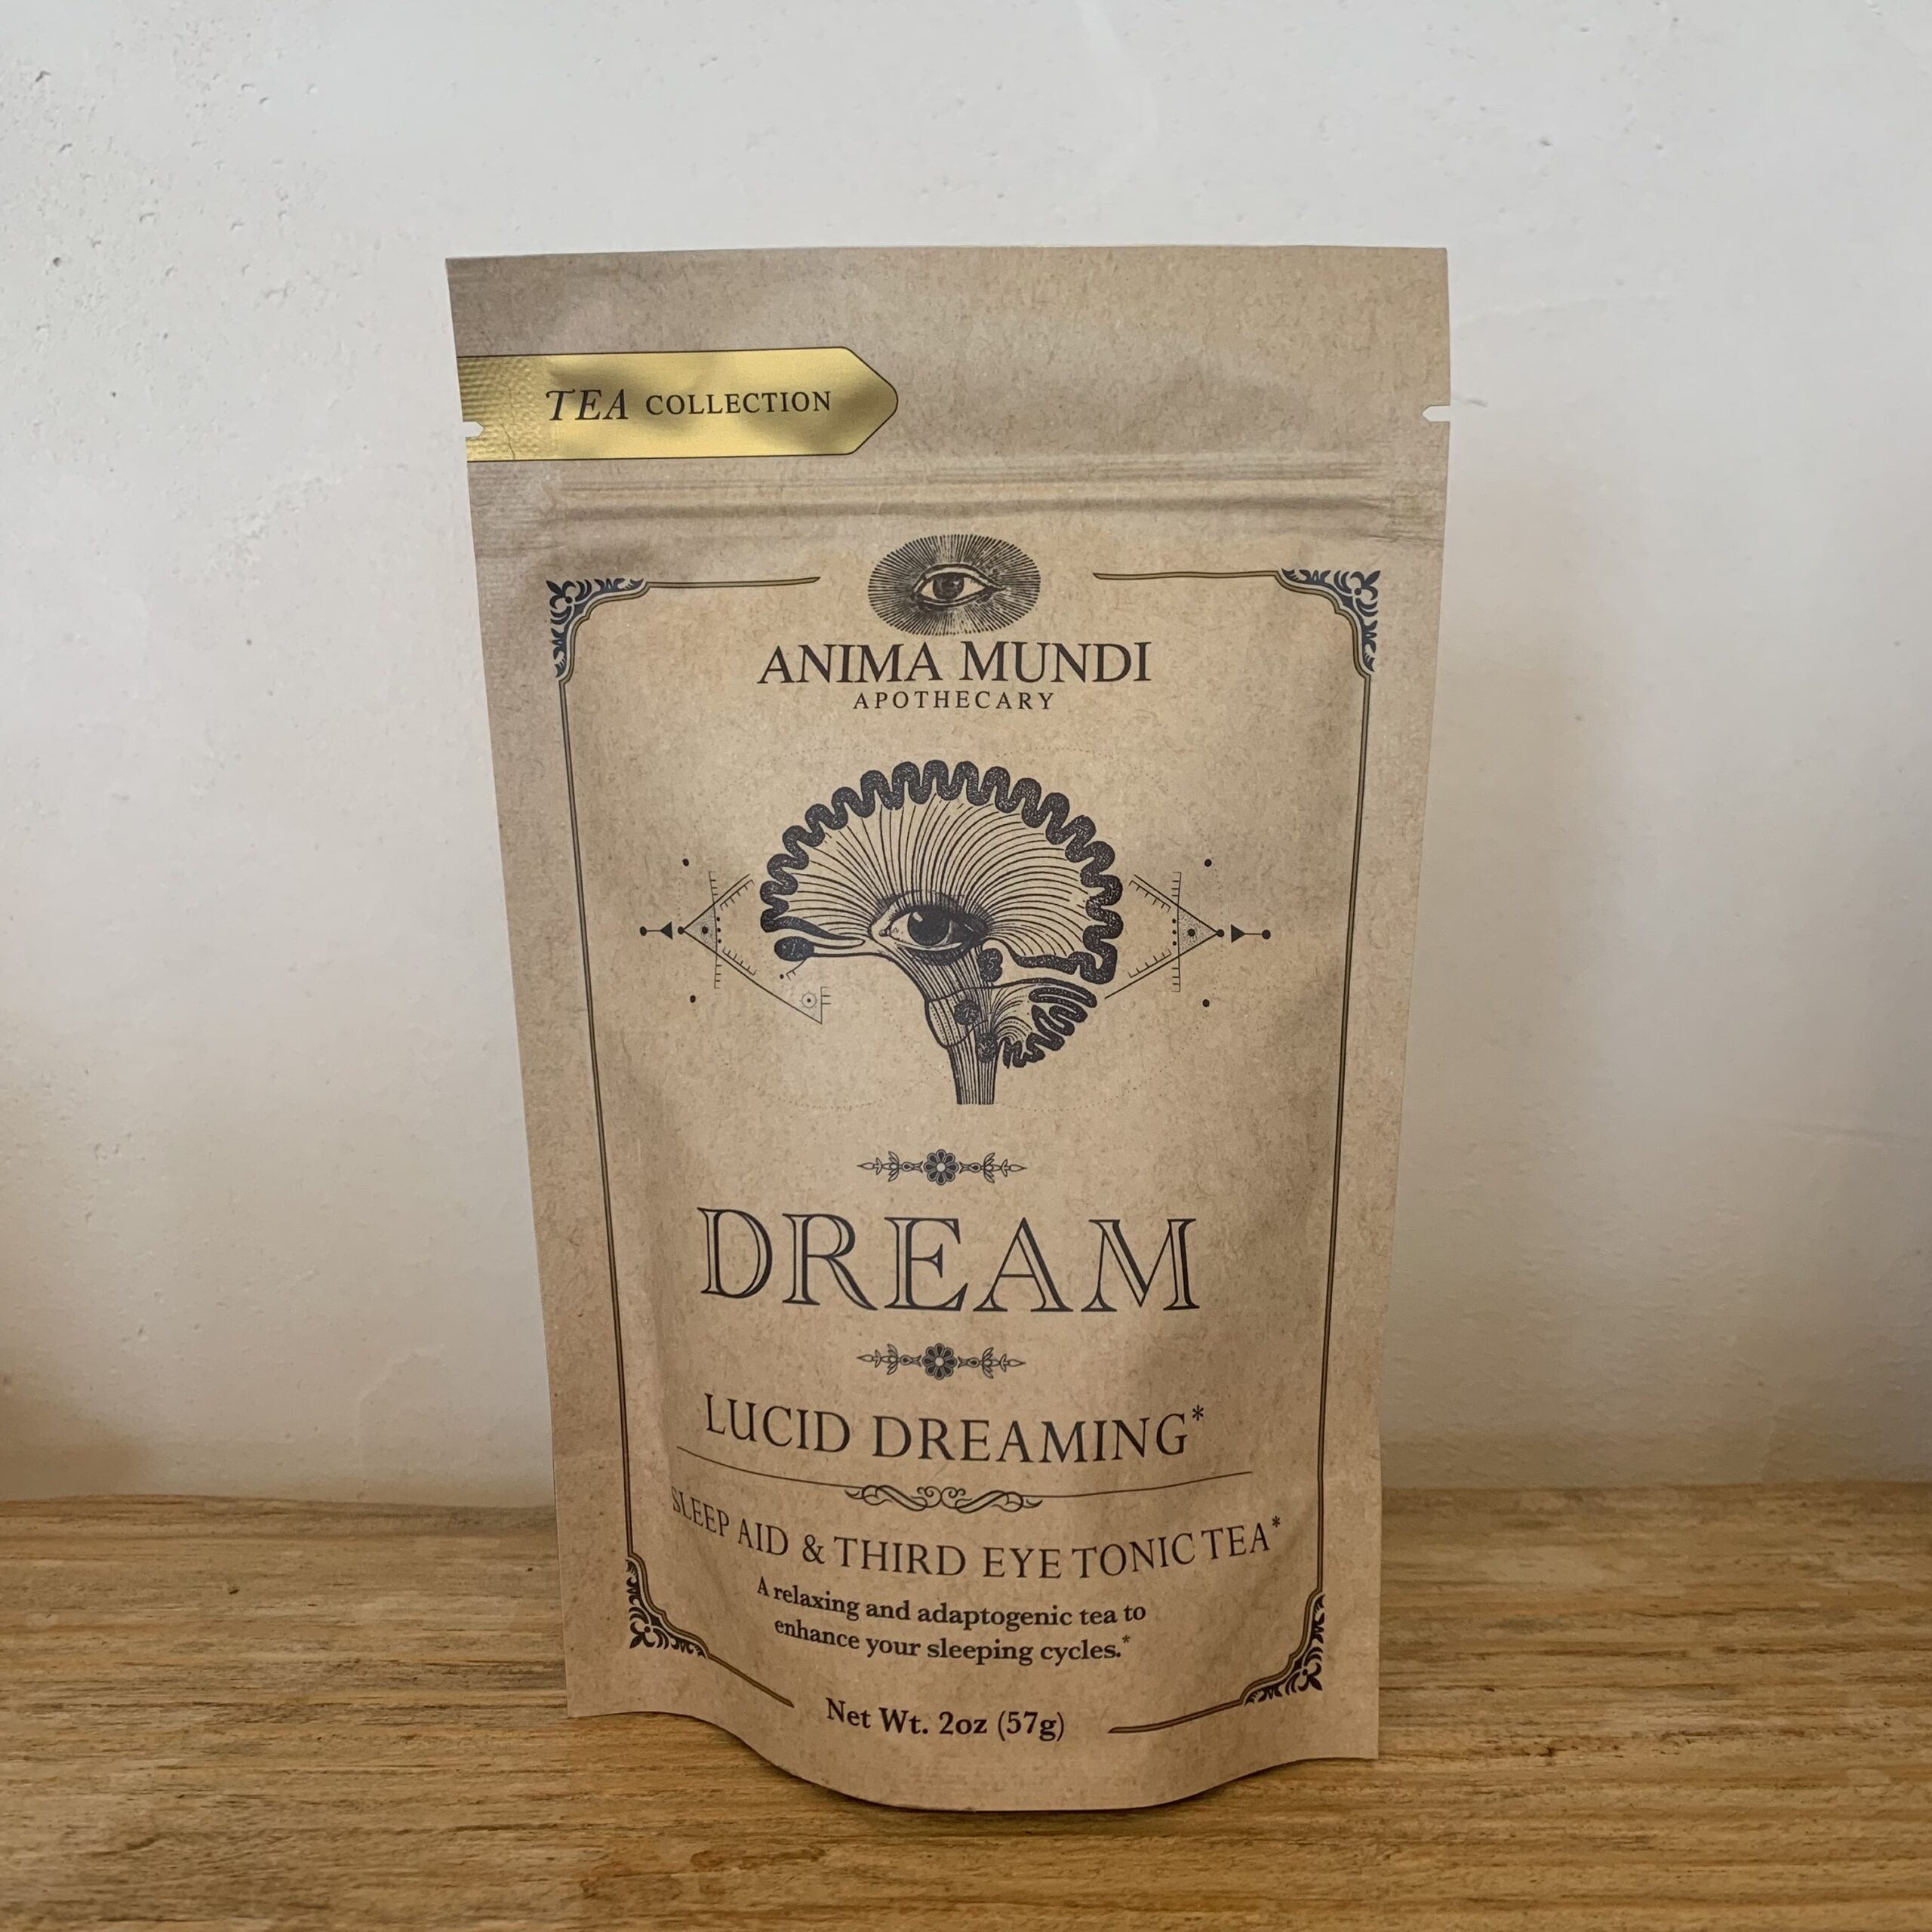 TEA COLLECTION
ANIMA MUNDI
APOTHECARY
DREAM
LUCID DREAMING*
SLEEP AID & THIRD EYE TONIC TEA*
A relaxing and adaptogenic tea to
enhance your sleeping cycles.*
Net Wt. 2oz (57g)